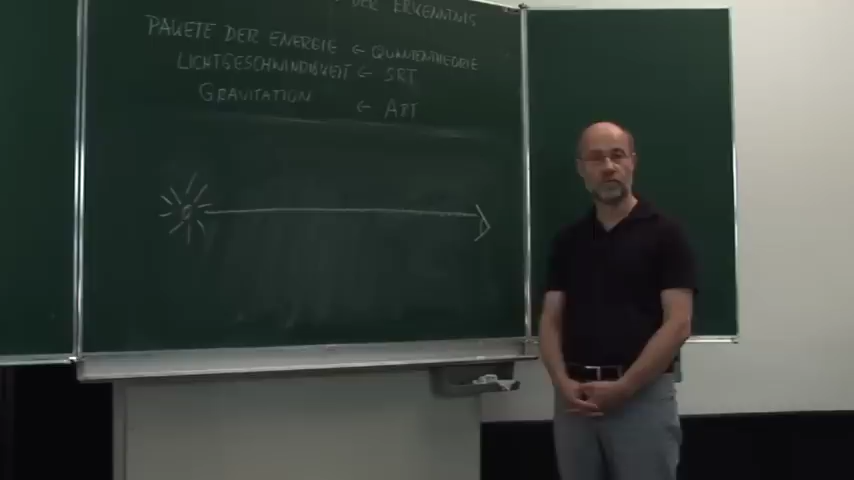 DER ERKENNTNIS
PAKETE DER ENERGIE ← QUANTENTHEORIE
LICHTGESCHWINDIGKEIT ← SRT
GRAVITATION ← ART